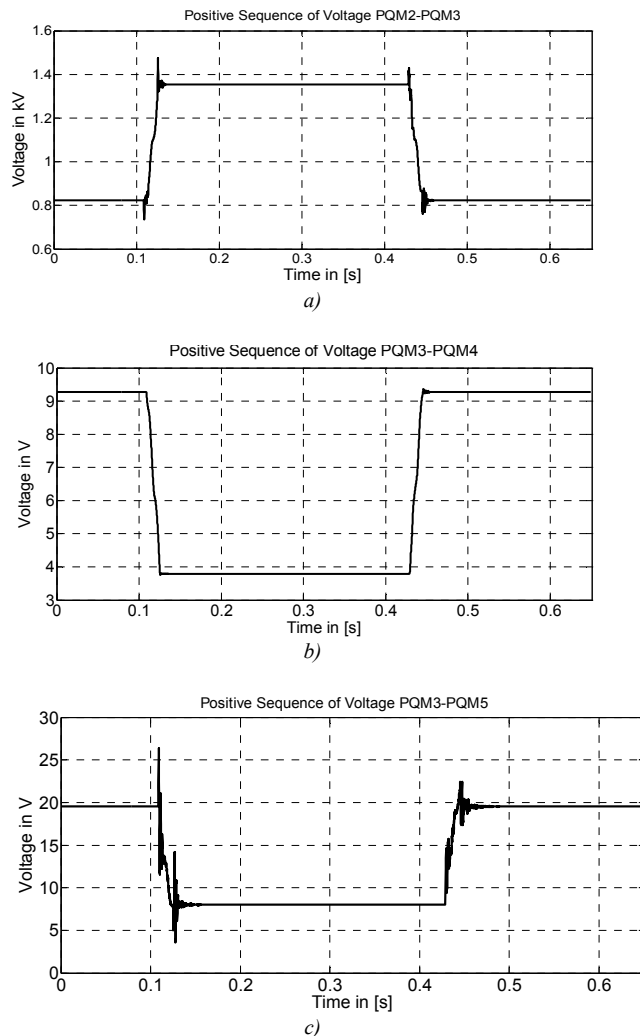 Positive Sequence of Voltage PQM2-PQM3
1.6
1.4
1.2
1
0.8
0.6
Voltage in kV
0 0.1 0.2 0.3 0.4 0.5 0.6
Time in [s]
a)
Positive Sequence of Voltage PQM3-PQM4
10
9
8
7
6
5
4
3
Voltage in V
0 0.1 0.2 0.3 0.4 0.5 0.6
Time in [s]
b)
Positive Sequence of Voltage PQM3-PQM5
30
25
20
15
10
5
0
Voltage in V
0 0.1 0.2 0.3 0.4 0.5 0.6
Time in [s]
c)